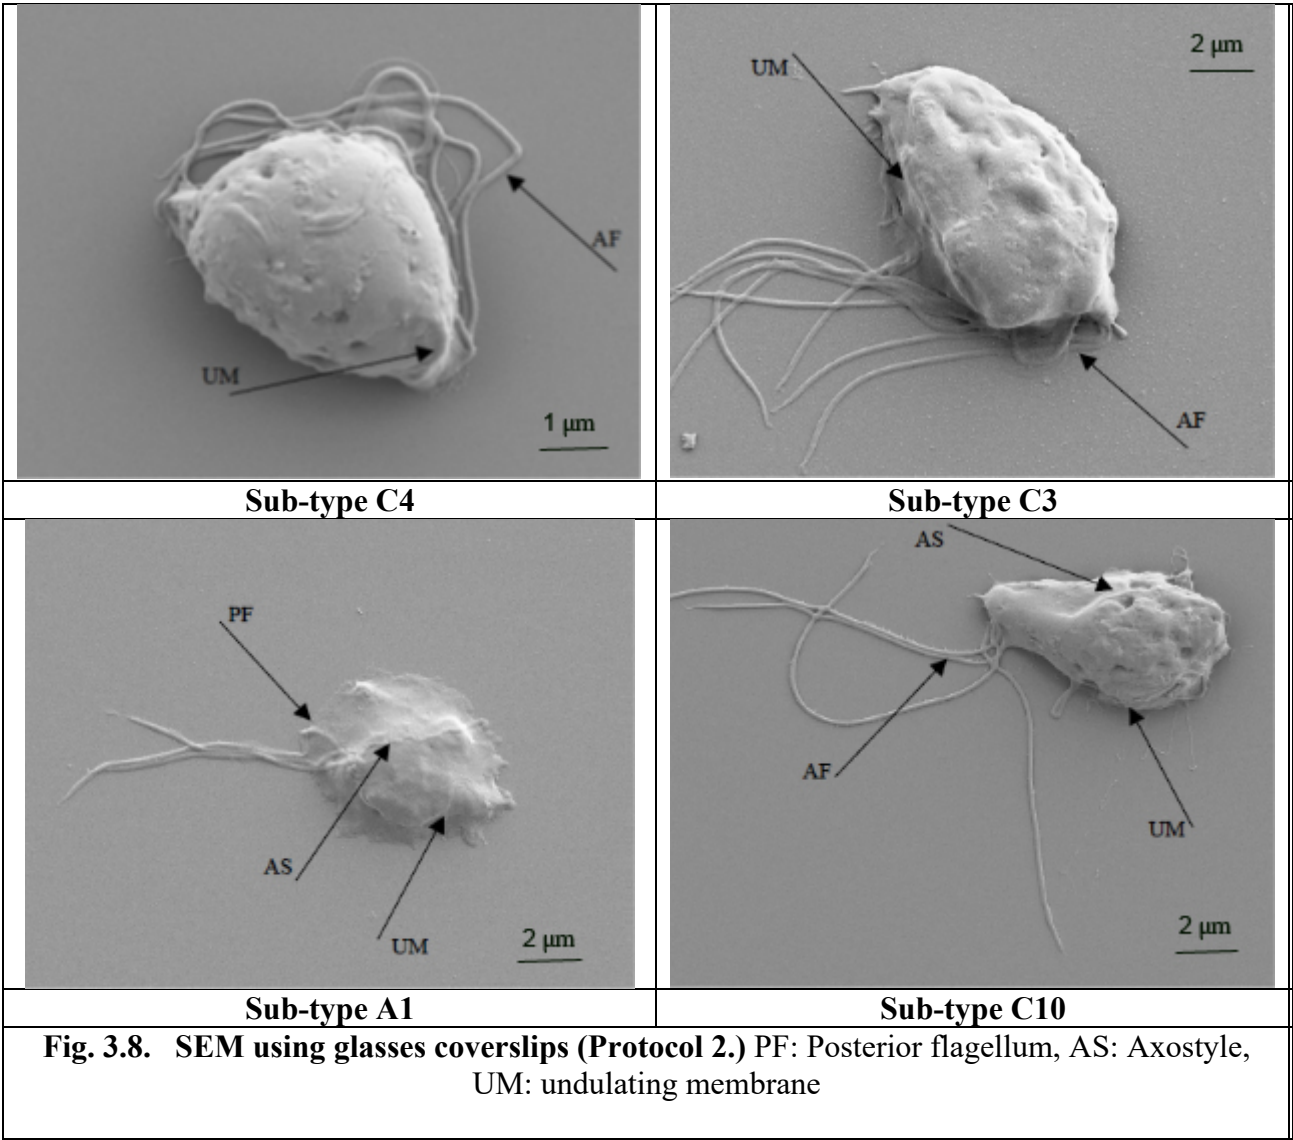 AF
UM
1 μm
UM
2 μm
AF
Sub-type C4
Sub-type C3
PF
AS
UM
2 μm
AS
AF
UM
2 μm
Sub-type A1
Sub-type C10
Fig. 3.8. SEM using glasses coverslips (Protocol 2.) PF: Posterior flagellum, AS: Axostyle,
UM: undulating membrane